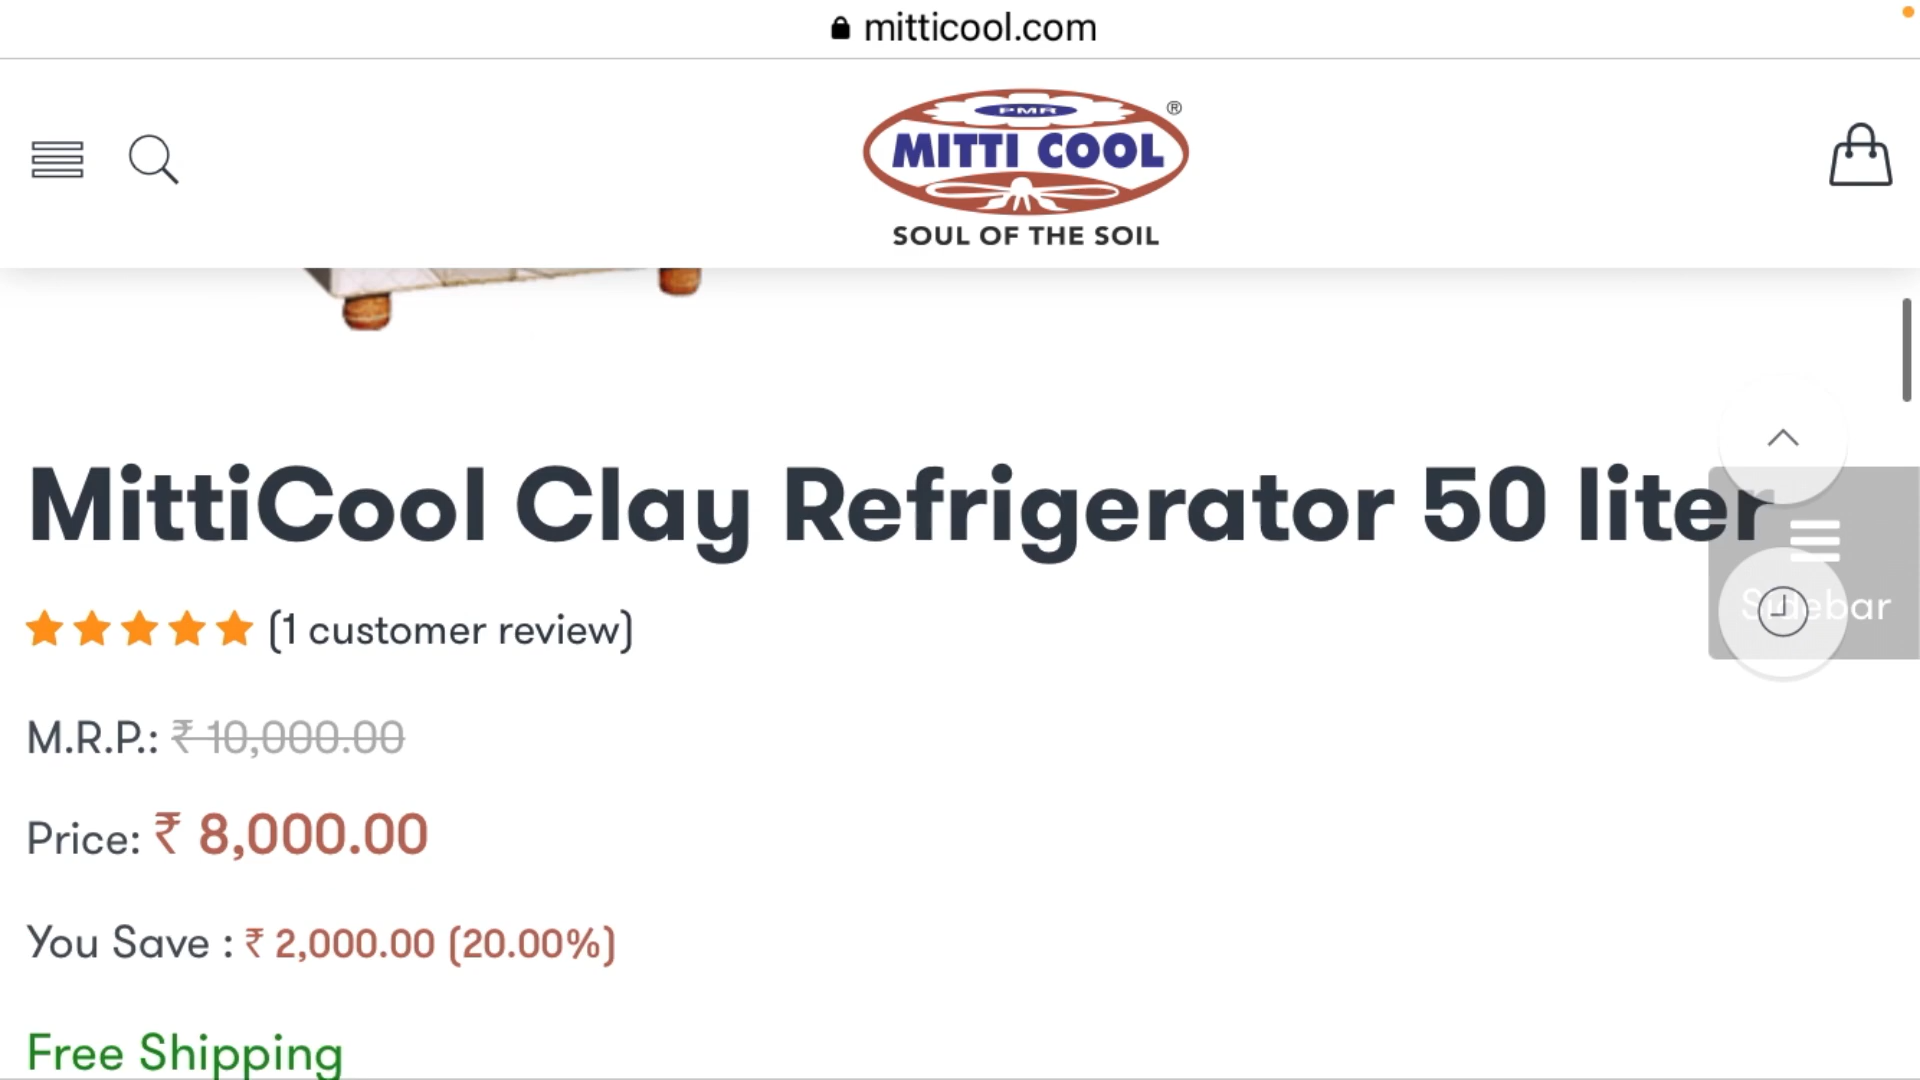 mitticool.com
PMR
®
MITTI COOL
SOUL OF THE SOIL
MittiCool Clay Refrigerator 50 liter
Sidebar
(1 customer review)
M.R.P.: ₹ 10,000.00
Price: ₹ 8,000.00
You Save : ₹ 2,000.00 (20.00%)
Free Shipping